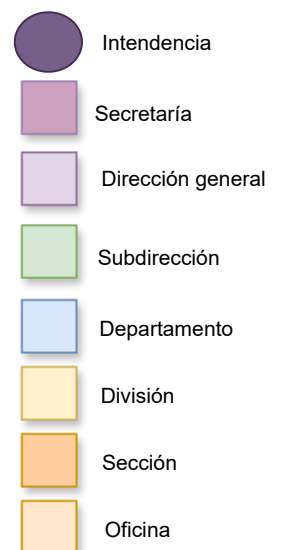 Intendencia
Secretaría
Dirección general
Subdirección
Departamento
División
Sección
Oficina